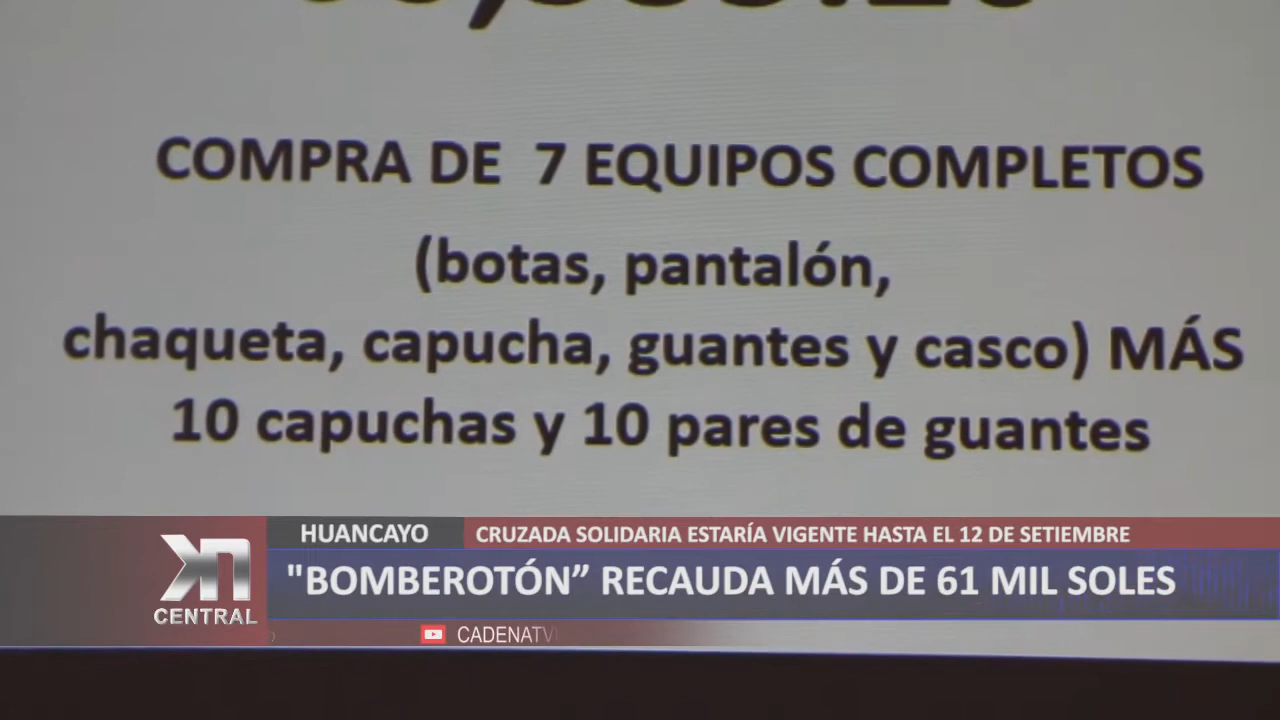 COMPRA DE 7 EQUIPOS COMPLETOS
(botas, pantalón,
chaqueta, capucha, guantes y casco) MÁS
10 capuchas y 10 pares de guantes
HUANCAYO
CRUZADA SOLIDARIA ESTARÍA VIGENTE HASTA EL 12 DE SETIEMBRE
"BOMBEROTÓN” RECAUDA MÁS DE 61 MIL SOLES
CENTRAL
CADENATV